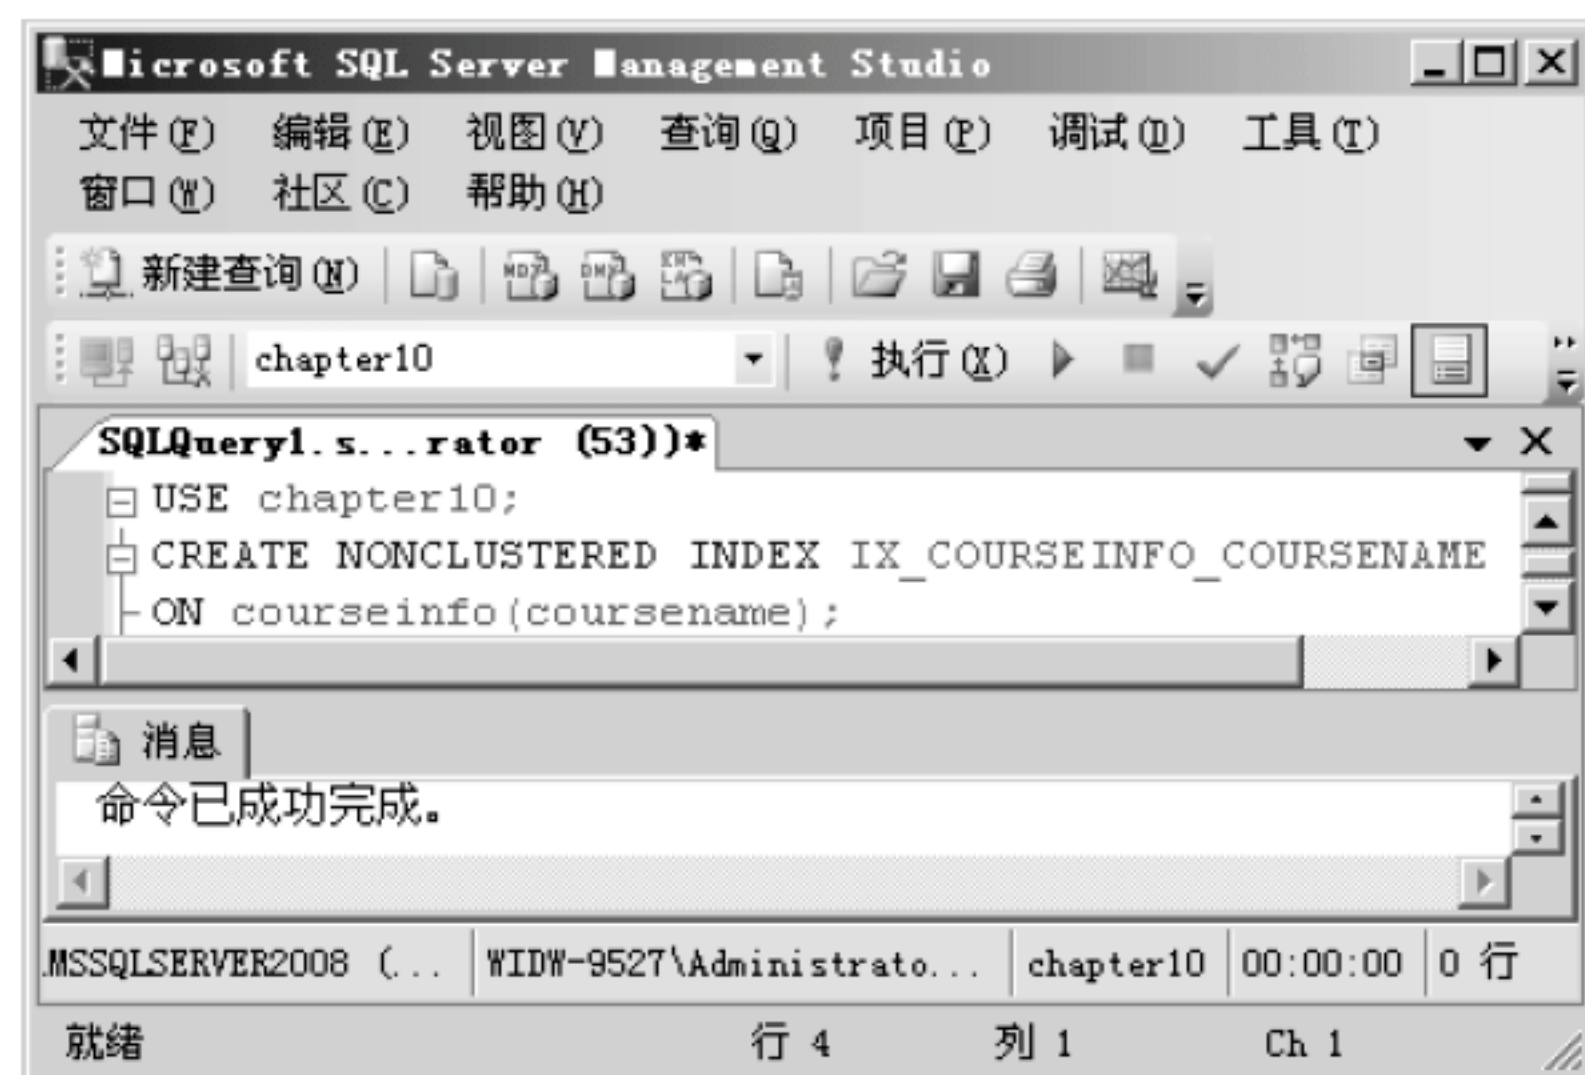 Microsoft SQL Server Management Studio
文件(F) 编辑(E) 视图(V) 查询(Q) 项目(P) 调试(D) 工具(T)
窗口(W) 社区(C) 帮助(H)
新建查询(N)
chapter10 执行(X)
SQLQuery1.s...rator (53))*
USE chapter10;
CREATE NONCLUSTERED INDEX IX_COURSEINFO_COURSENAME
ON courseinfo(coursename);
消息
命令已成功完成。
.MSSQLSERVER2008 (... WIDW-9527\Administrato... chapter10 00:00:00 0 行
就绪 行 4 列 1 Ch 1